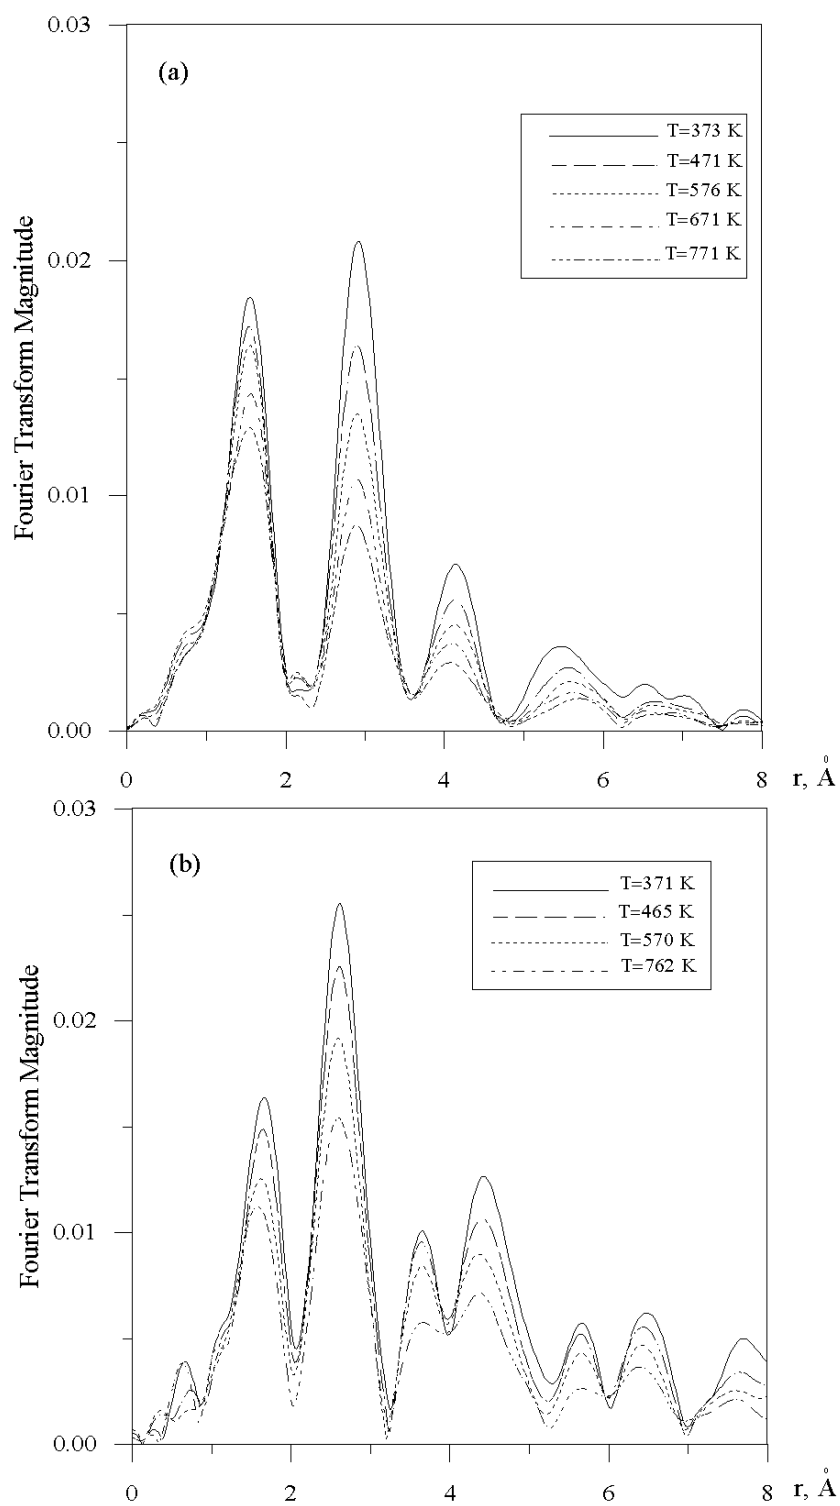 0.03
(a)
T=373 K
T=471 K
T=576 K
T=671 K
T=771 K
0.02
0.01
0.00
Fourier Transform Magnitude
0 2 4 6 8 r, Å
0.03
(b)
T=371 K
T=465 K
T=570 K
T=762 K
0.02
0.01
0.00
Fourier Transform Magnitude
0 2 4 6 8 r, Å